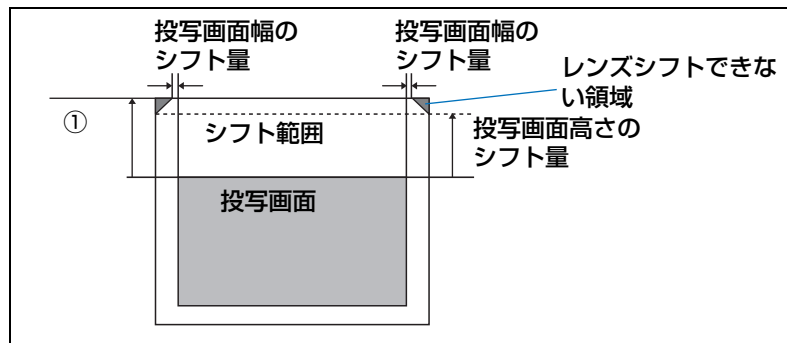 投写画面幅の
シフト量
投写画面幅の
シフト量
レンズシフトできな
い領域
①
シフト範囲
投写画面高さの
シフト量
投写画面